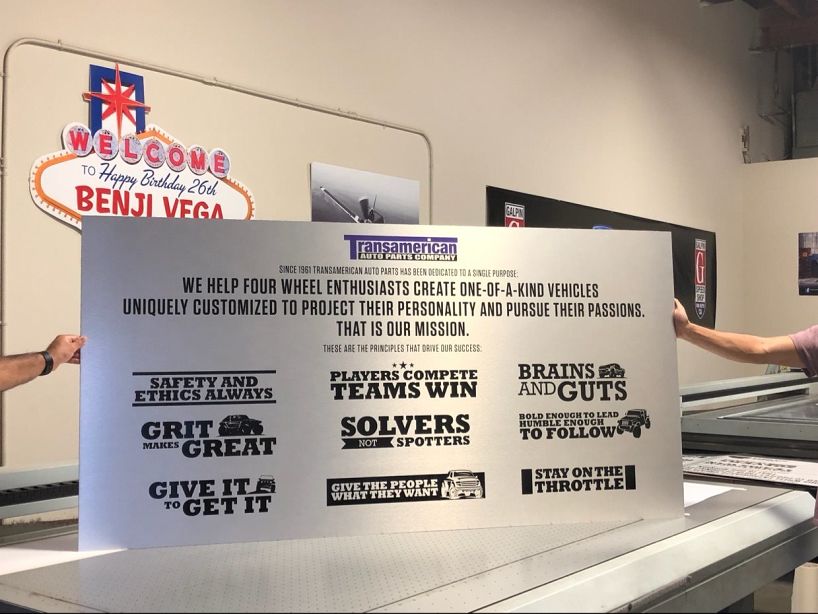 WELCOME
TO Happy Birthday 26th
BENJI VEGA
GALPIN
G
GALPIN
G
Transamerican
AUTO PARTS COMPANY
SINCE 1961 TRANSAMERICAN AUTO PARTS HAS BEEN DEDICATED TO A SINGLE PURPOSE:
WE HELP FOUR WHEEL ENTHUSIASTS CREATE ONE-OF-A-KIND VEHICLES
UNIQUELY CUSTOMIZED TO PROJECT THEIR PERSONALITY AND PURSUE THEIR PASSIONS.
THAT IS OUR MISSION.
THESE ARE THE PRINCIPLES THAT DRIVE OUR SUCCESS:
SAFETY AND
ETHICS ALWAYS
PLAYERS COMPETE
TEAMS WIN
BRAINS
AND GUTS
GRIT
MAKES GREAT
SOLVERS
NOT SPOTTERS
BOLD ENOUGH TO LEAD
HUMBLE ENOUGH
TO FOLLOW
GIVE IT
TO GET IT
GIVE THE PEOPLE
WHAT THEY WANT
STAY ON THE
THROTTLE